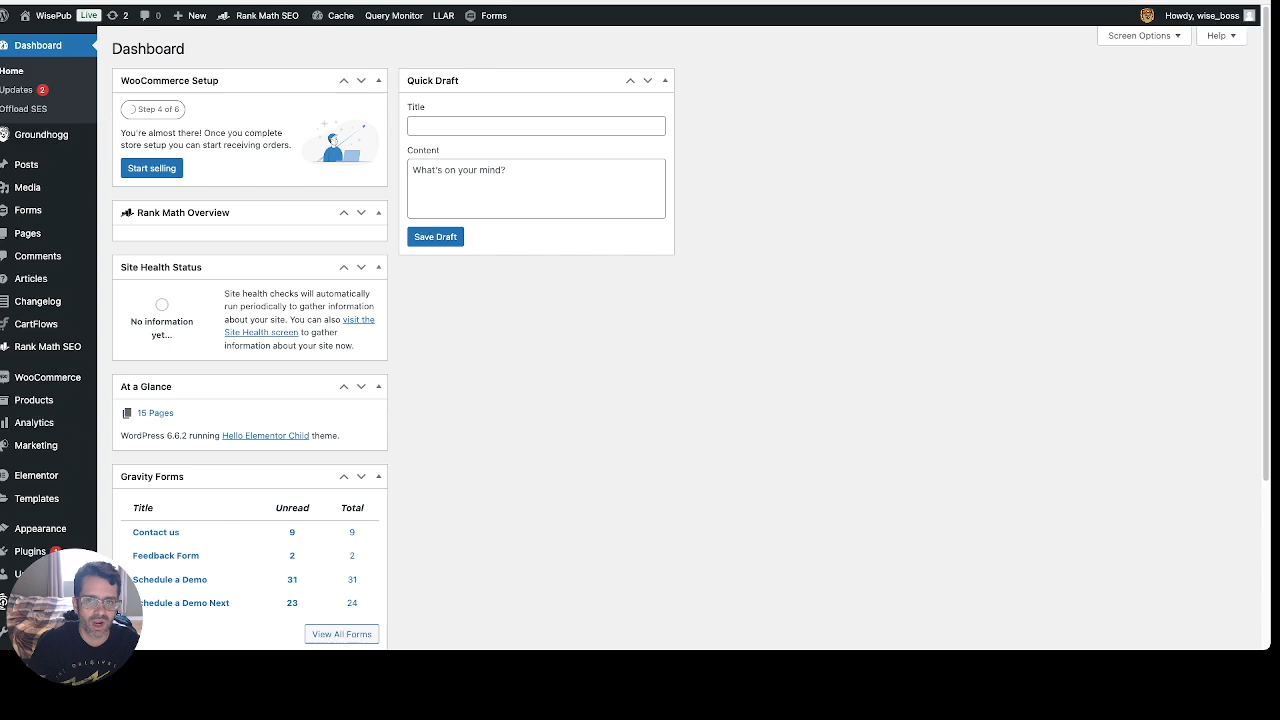 WisePub
Live
2
0
New
Rank Math SEO
Cache
Query Monitor
LLAR
Forms
Howdy, wise_boss
Dashboard
Home
Updates 2
Offload SES
Groundhogg
Posts
Media
Forms
Pages
Comments
Articles
Changelog
CartFlows
Rank Math SEO
WooCommerce
Products
Analytics
Marketing
Elementor
Templates
Appearance
Plugins
Dashboard
Screen Options
Help
WooCommerce Setup
Step 4 of 6
You're almost there! Once you complete
store setup you can start receiving orders.
Start selling
Rank Math Overview
Site Health Status
No information
yet...
Site health checks will automatically
run periodically to gather information
about your site. You can also visit the
Site Health screen to gather
information about your site now.
At a Glance
15 Pages
WordPress 6.6.2 running Hello Elementor Child theme.
Gravity Forms
Title Unread Total
Contact us 9 9
Feedback Form 2 2
Schedule a Demo 31 31
Schedule a Demo Next 23 24
View All Forms
Quick Draft
Title
Content
What's on your mind?
Save Draft